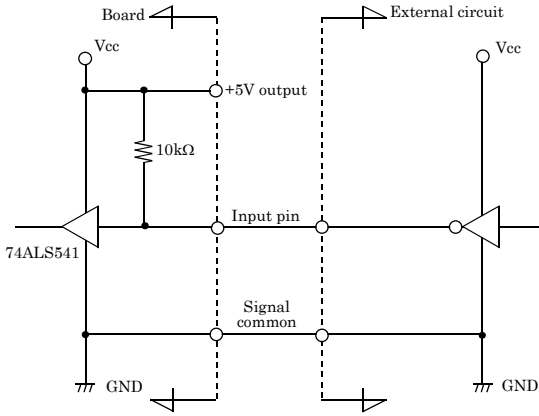 Board
External circuit
Vcc
Vcc
+5V output
10kΩ
Input pin
74ALS541
Signal
common
GND
GND